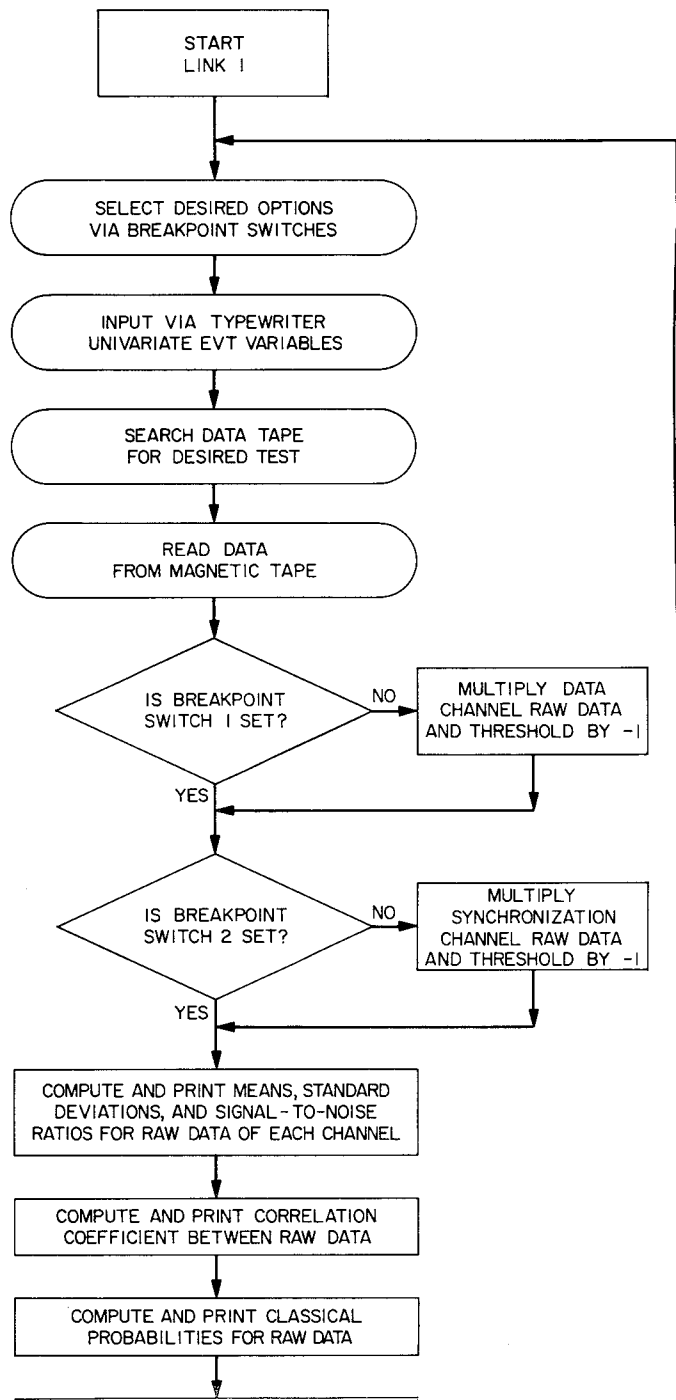 START
LINK 1
SELECT DESIRED OPTIONS
VIA BREAKPOINT SWITCHES
INPUT VIA TYPEWRITER
UNIVARIATE EVT VARIABLES
SEARCH DATA TAPE
FOR DESIRED TEST
READ DATA
FROM MAGNETIC TAPE
IS BREAKPOINT
SWITCH 1 SET?
NO
MULTIPLY DATA
CHANNEL RAW DATA
AND THRESHOLD BY -1
YES
IS BREAKPOINT
SWITCH 2 SET?
NO
MULTIPLY
SYNCHRONIZATION
CHANNEL RAW DATA
AND THRESHOLD BY -1
YES
COMPUTE AND PRINT MEANS, STANDARD
DEVIATIONS, AND SIGNAL-TO-NOISE
RATIOS FOR RAW DATA OF EACH CHANNEL
COMPUTE AND PRINT CORRELATION
COEFFICIENT BETWEEN RAW DATA
COMPUTE AND PRINT CLASSICAL
PROBABILITIES FOR RAW DATA